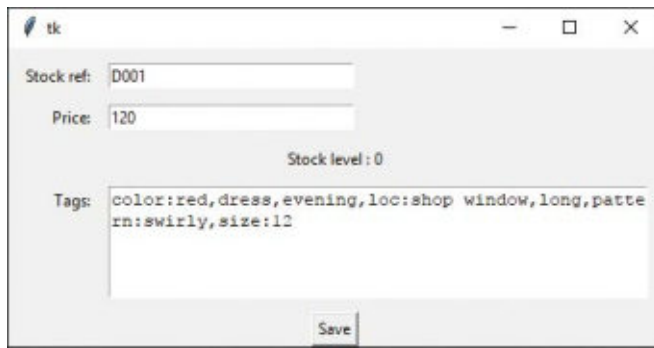 tk
Stock ref: D001
Price: 120
Stock level : 0
Tags: color:red,dress,evening,loc:shop window,long,patte
rn:swirly,size:12
Save